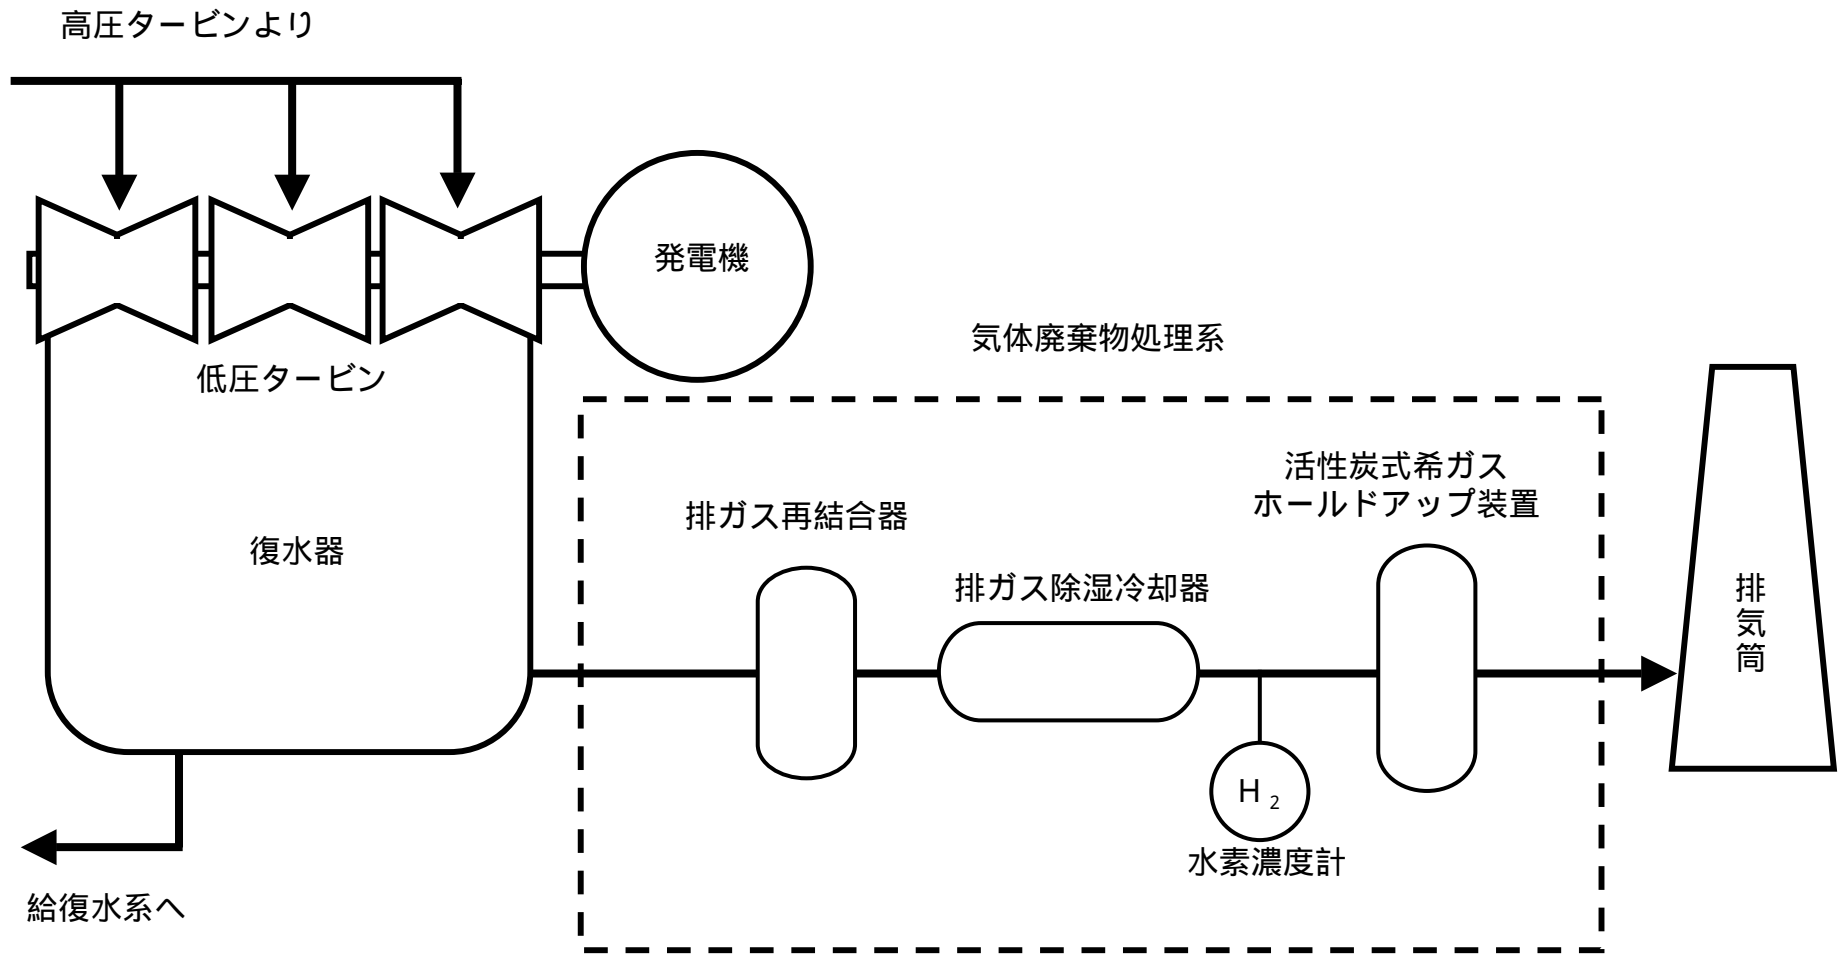 高圧タービンより
発電機
低圧タービン
復水器
給復水系へ
気体廃棄物処理系
排ガス再結合器
排ガス除湿冷却器
活性炭式希ガス
ホールドアップ装置
H2
水素濃度計
排気筒